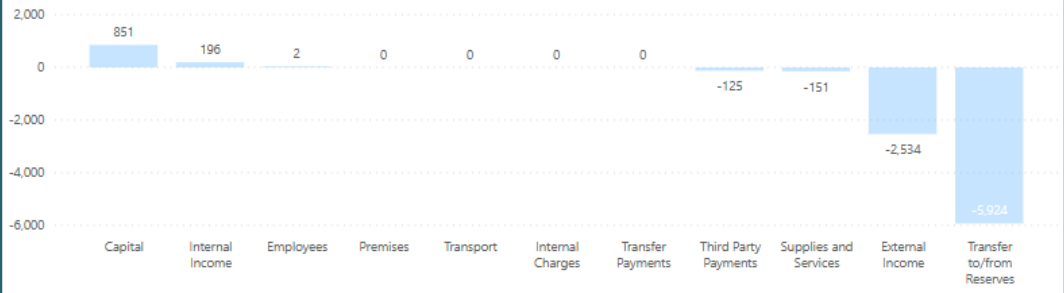 2,000
0
-2,000
-4,000
-6,000
851
196
2
0
0
0
0
-125
-151
-2,534
-5,924
Capital
Internal
Income
Employees
Premises
Transport
Internal
Charges
Transfer
Payments
Third Party
Payments
Supplies and
Services
External
Income
Transfer
to/from
Reserves